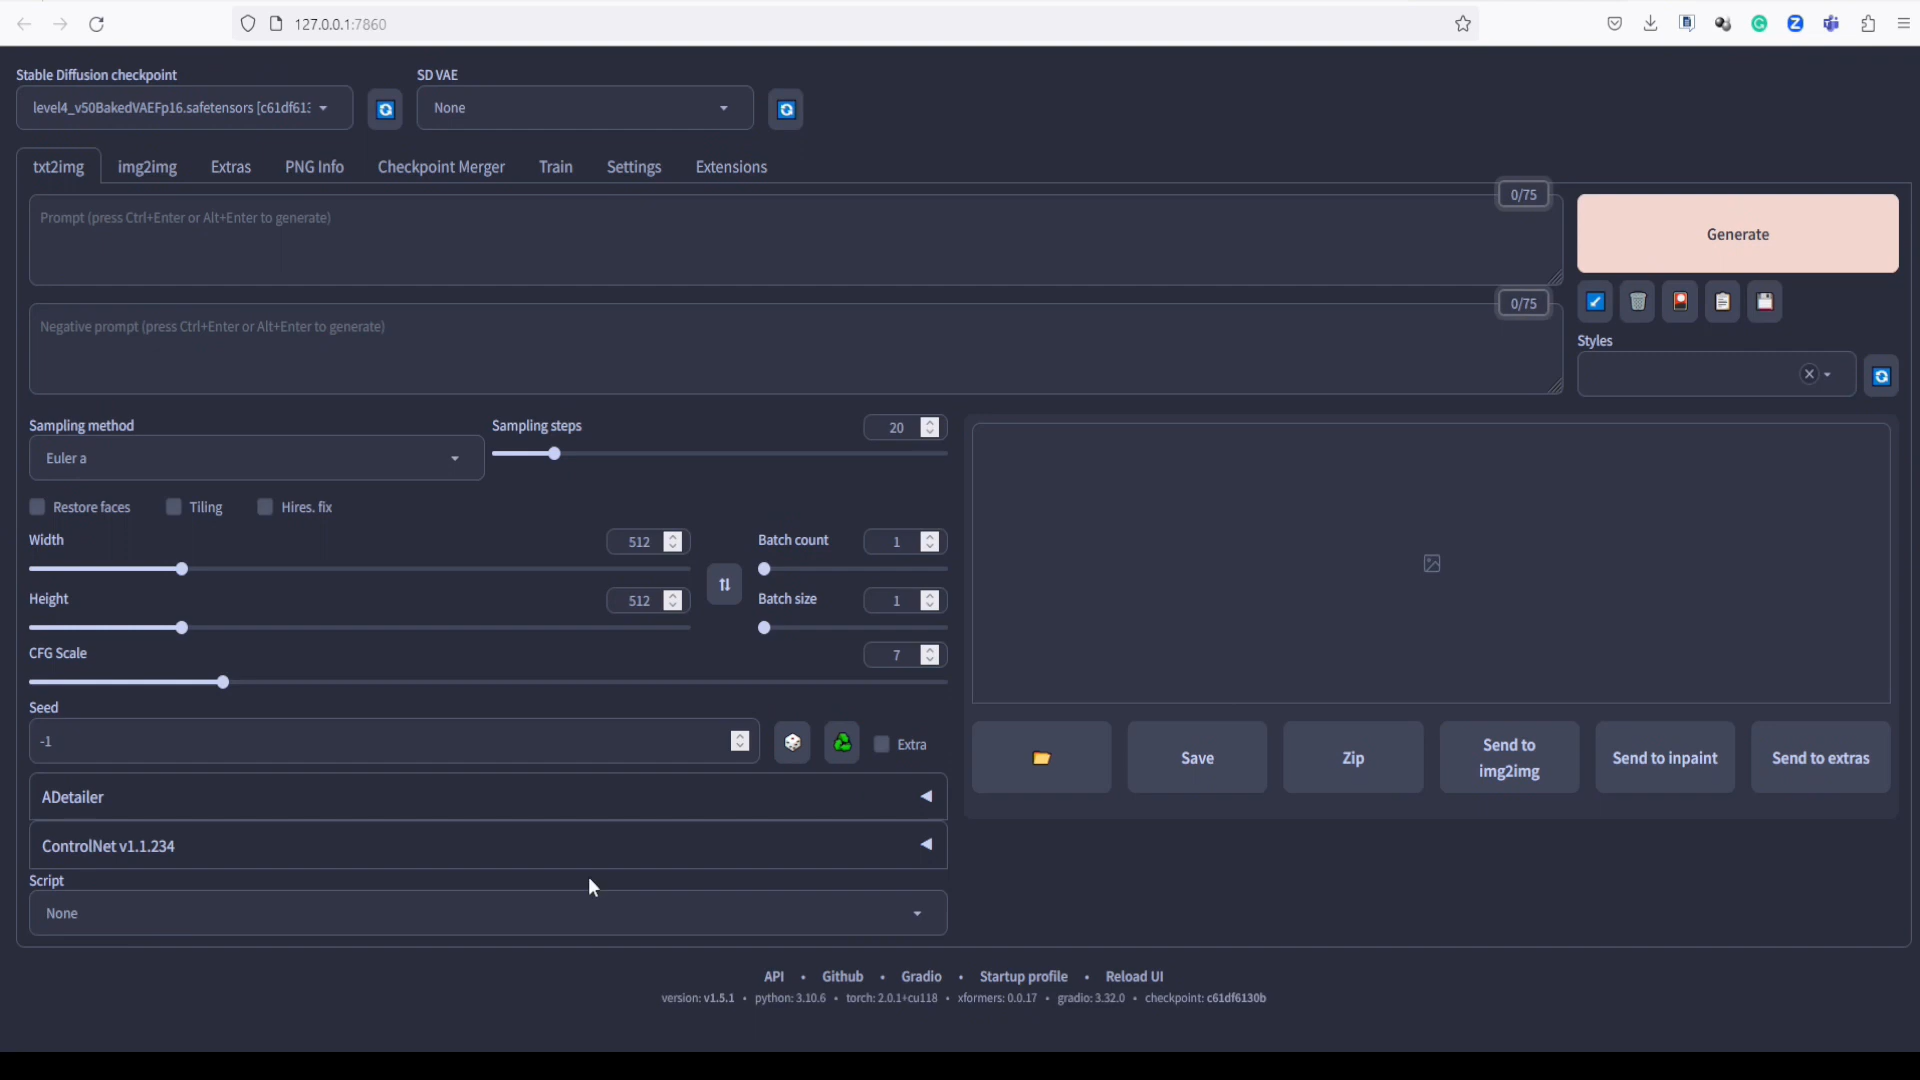 127.0.0.1:7860
Stable Diffusion checkpoint
SD VAE
level4_v50BakedVAEFp16.safetensors [c61df613
None
txt2img
img2img
Extras
PNG Info
Checkpoint Merger
Train
Settings
Extensions
0/75
Prompt (press Ctrl+Enter or Alt+Enter to generate)
Generate
0/75
Negative prompt (press Ctrl+Enter or Alt+Enter to generate)
Styles
Sampling method
Sampling steps
20
Euler a
Restore faces
Tiling
Hires. fix
Width
512
Batch count
1
Height
512
Batch size
1
CFG Scale
7
Seed
-1
Extra
Save
Zip
Send to
img2img
Send to inpaint
Send to extras
ADetailer
ControlNet v1.1.234
Script
None
API • Github • Gradio • Startup profile • Reload UI
version: v1.5.1 • python: 3.10.6 • torch: 2.0.1+cu118 • xformers: 0.0.17 • gradio: 3.32.0 • checkpoint: c61df6130b